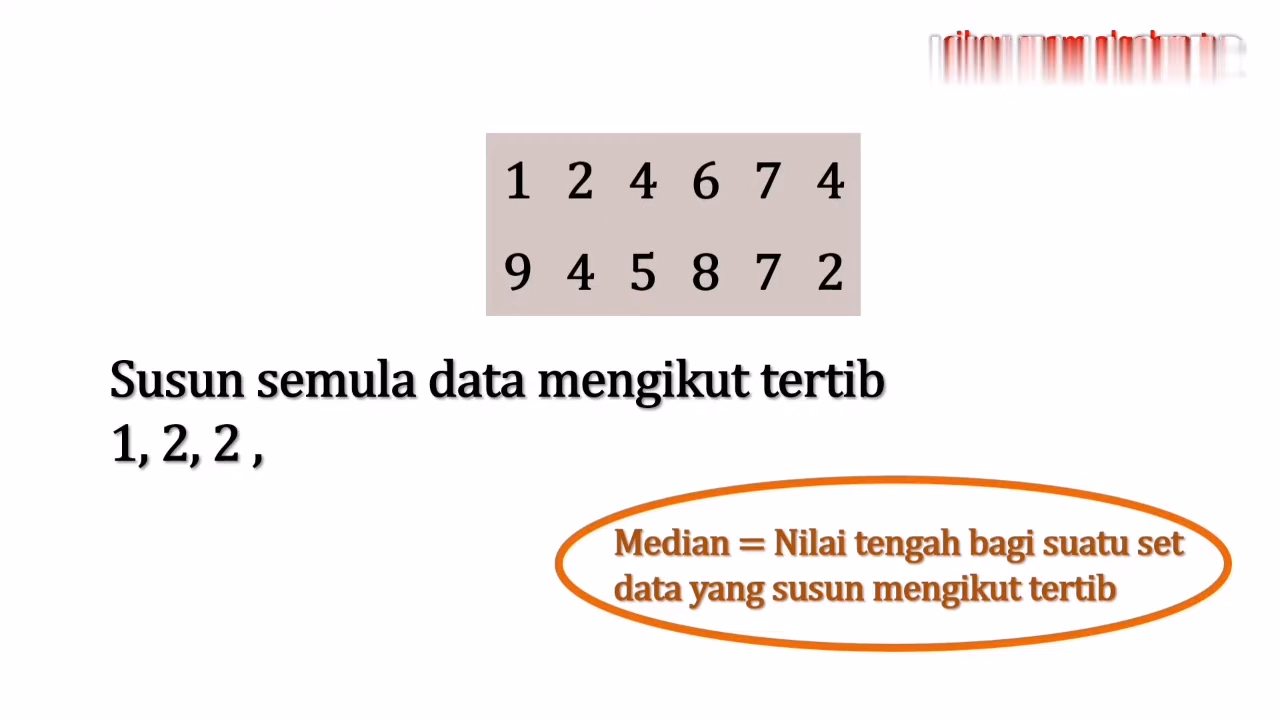 1 2 4 6 7 4
9 4 5 8 7 2
Susun semula data mengikut tertib
1, 2, 2 ,
Median = Nilai tengah bagi suatu set
data yang susun mengikut tertib